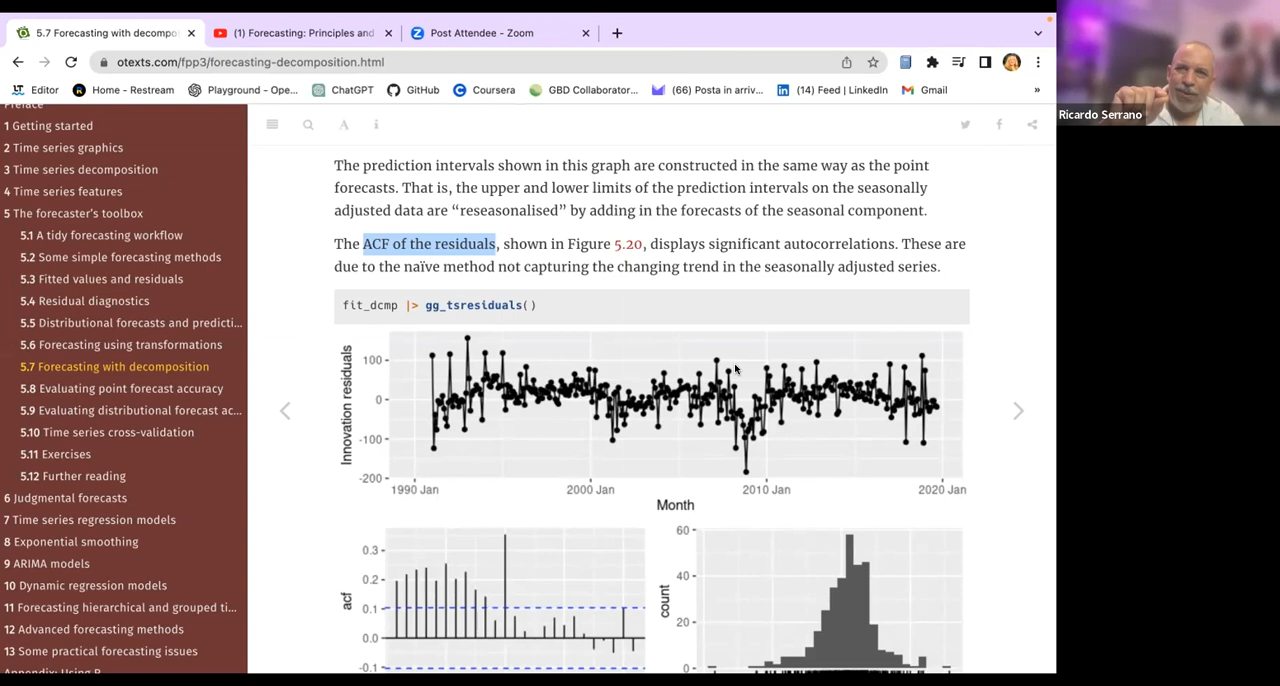 5.7 Forecasting with decompo
(1) Forecasting: Principles and
Post Attendee - Zoom
otexts.com/fpp3/forecasting-decomposition.html
Editor
Home - Restream
Playground - Ope...
ChatGPT
GitHub
Coursera
GBD Collaborator...
(66) Posta in arriv...
(14) Feed | LinkedIn
Gmail
»
Ricardo Serrano
Preface
1 Getting started
2 Time series graphics
3 Time series decomposition
4 Time series features
5 The forecaster's toolbox
5.1 A tidy forecasting workflow
5.2 Some simple forecasting methods
5.3 Fitted values and residuals
5.4 Residual diagnostics
5.5 Distributional forecasts and predicti...
5.6 Forecasting using transformations
5.7 Forecasting with decomposition
5.8 Evaluating point forecast accuracy
5.9 Evaluating distributional forecast ac...
5.10 Time series cross-validation
5.11 Exercises
5.12 Further reading
6 Judgmental forecasts
7 Time series regression models
8 Exponential smoothing
9 ARIMA models
10 Dynamic regression models
11 Forecasting hierarchical and grouped ti...
12 Advanced forecasting methods
13 Some practical forecasting issues
Appendix: Using R
The prediction intervals shown in this graph are constructed in the same way as the point
forecasts. That is, the upper and lower limits of the prediction intervals on the seasonally
adjusted data are “reseasonalised” by adding in the forecasts of the seasonal component.
The ACF of the residuals, shown in Figure 5.20, displays significant autocorrelations. These are
due to the naïve method not capturing the changing trend in the seasonally adjusted series.
fit_dcmp |> gg_tsresiduals()
Innovation residuals
100
0
-100
-200
1990 Jan
2000 Jan
2010 Jan
2020 Jan
Month
acf
0.3
0.2
0.1
0.0
-0.1
count
60
40
20
0